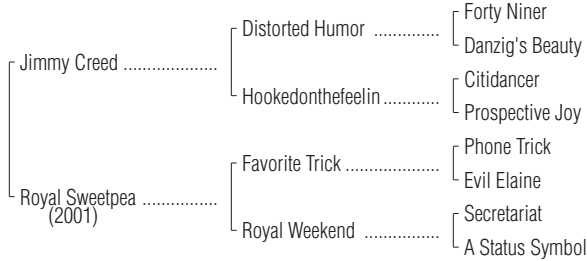 Forty Niner
Distorted Humor ..............
Danzig's Beauty
Jimmy Creed ...................
Citidancer
Hookedonthefeelin ............
Prospective Joy
Phone Trick
Favorite Trick ...................
Evil Elaine
Royal Sweetpea ...............
(2001)
Secretariat
Royal Weekend ...............
A Status Symbol